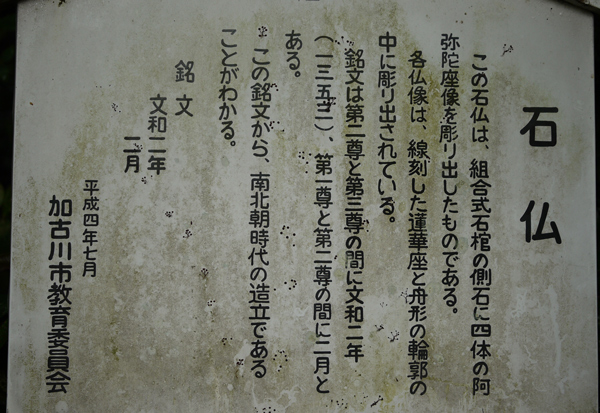 石仏
この石仏は、組合式石棺の側石に四体の阿
弥陀座像を彫り出したものである。
各仏像は、線刻した蓮華座と舟形の輪郭の
中に彫り出されている。
銘文は第二尊と第三尊の間に文和二年
（一三五三）、第一尊と第二尊の間に二月と
ある。
この銘文から、南北朝時代の造立である
ことがわかる。
銘文
文和二年
二月
平成四年七月
加古川市教育委員会